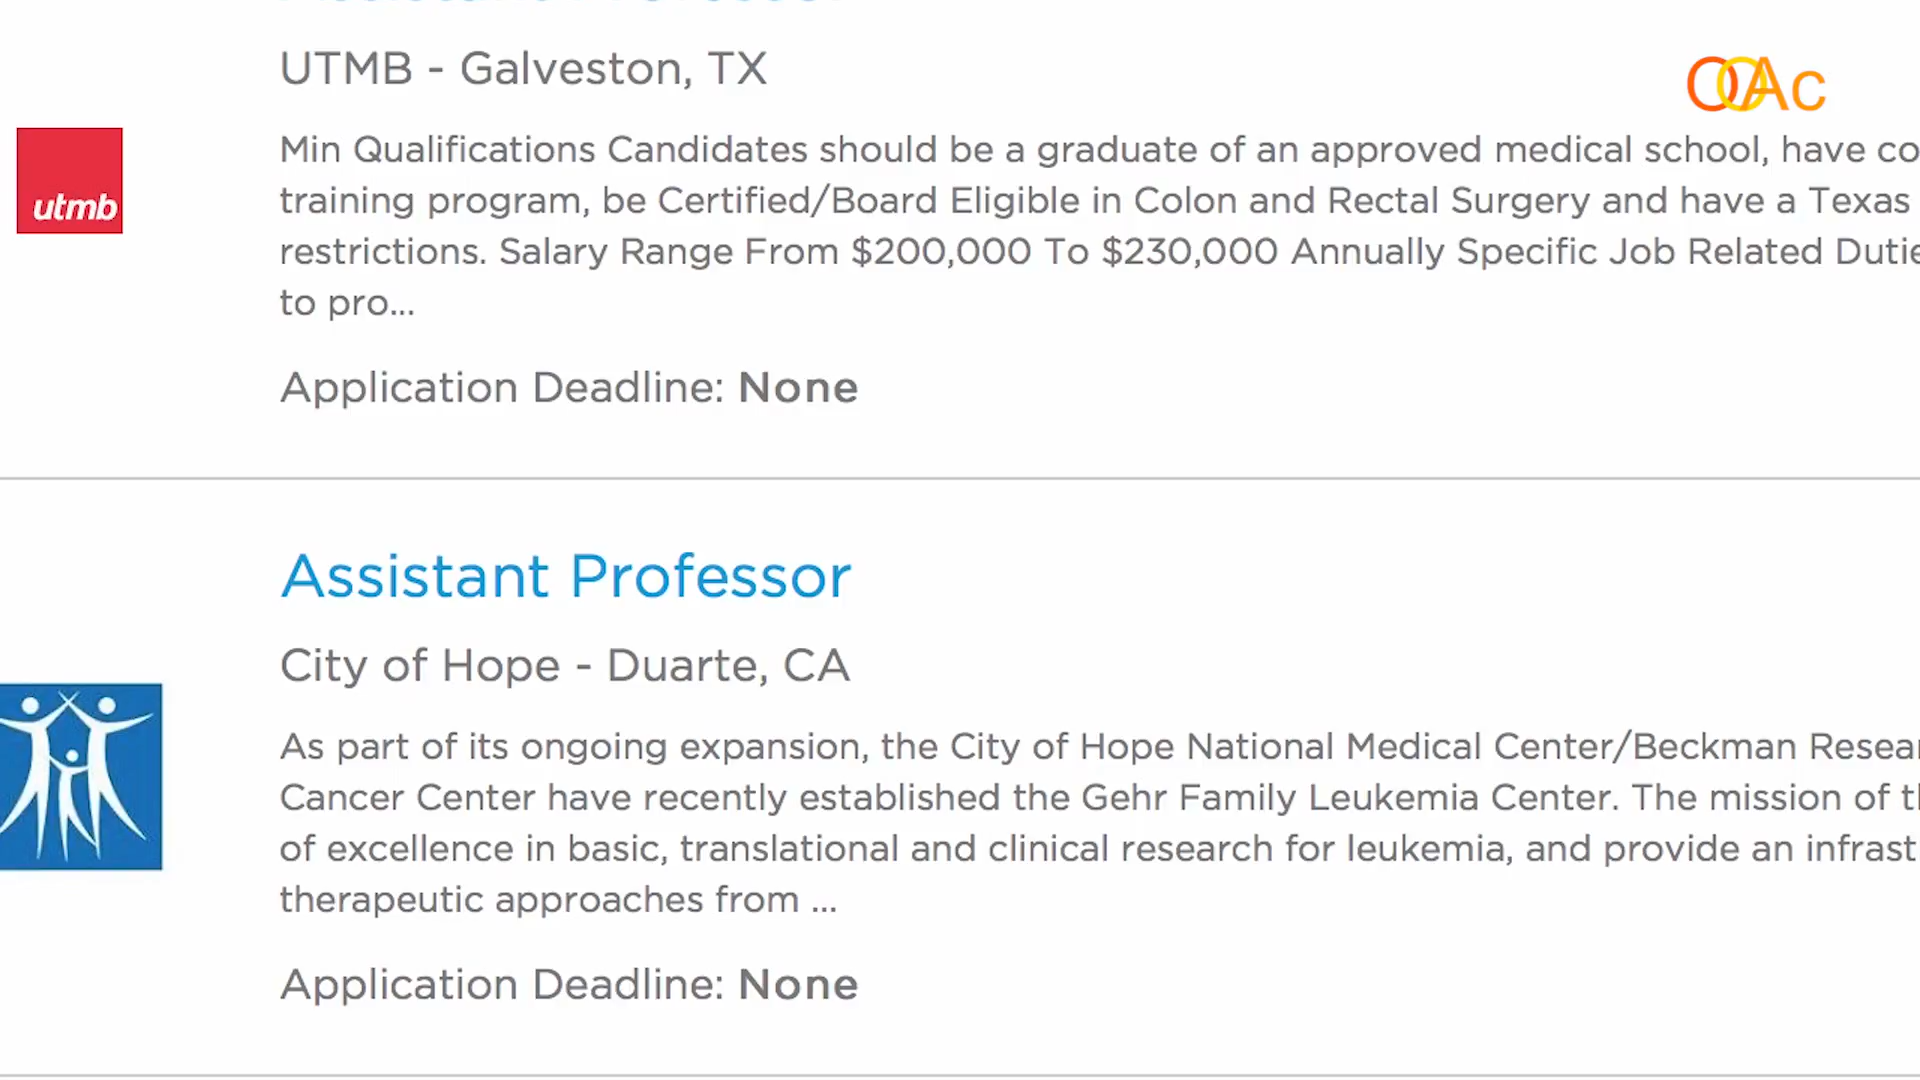 UTMB - Galveston, TX
OOAc
utmb
Min Qualifications Candidates should be a graduate of an approved medical school, have co
training program, be Certified/Board Eligible in Colon and Rectal Surgery and have a Texas
restrictions. Salary Range From $200,000 To $230,000 Annually Specific Job Related Dutie
to pro...
Application Deadline: None
Assistant Professor
City of Hope - Duarte, CA
As part of its ongoing expansion, the City of Hope National Medical Center/Beckman Resear
Cancer Center have recently established the Gehr Family Leukemia Center. The mission of th
of excellence in basic, translational and clinical research for leukemia, and provide an infrast
therapeutic approaches from ...
Application Deadline: None